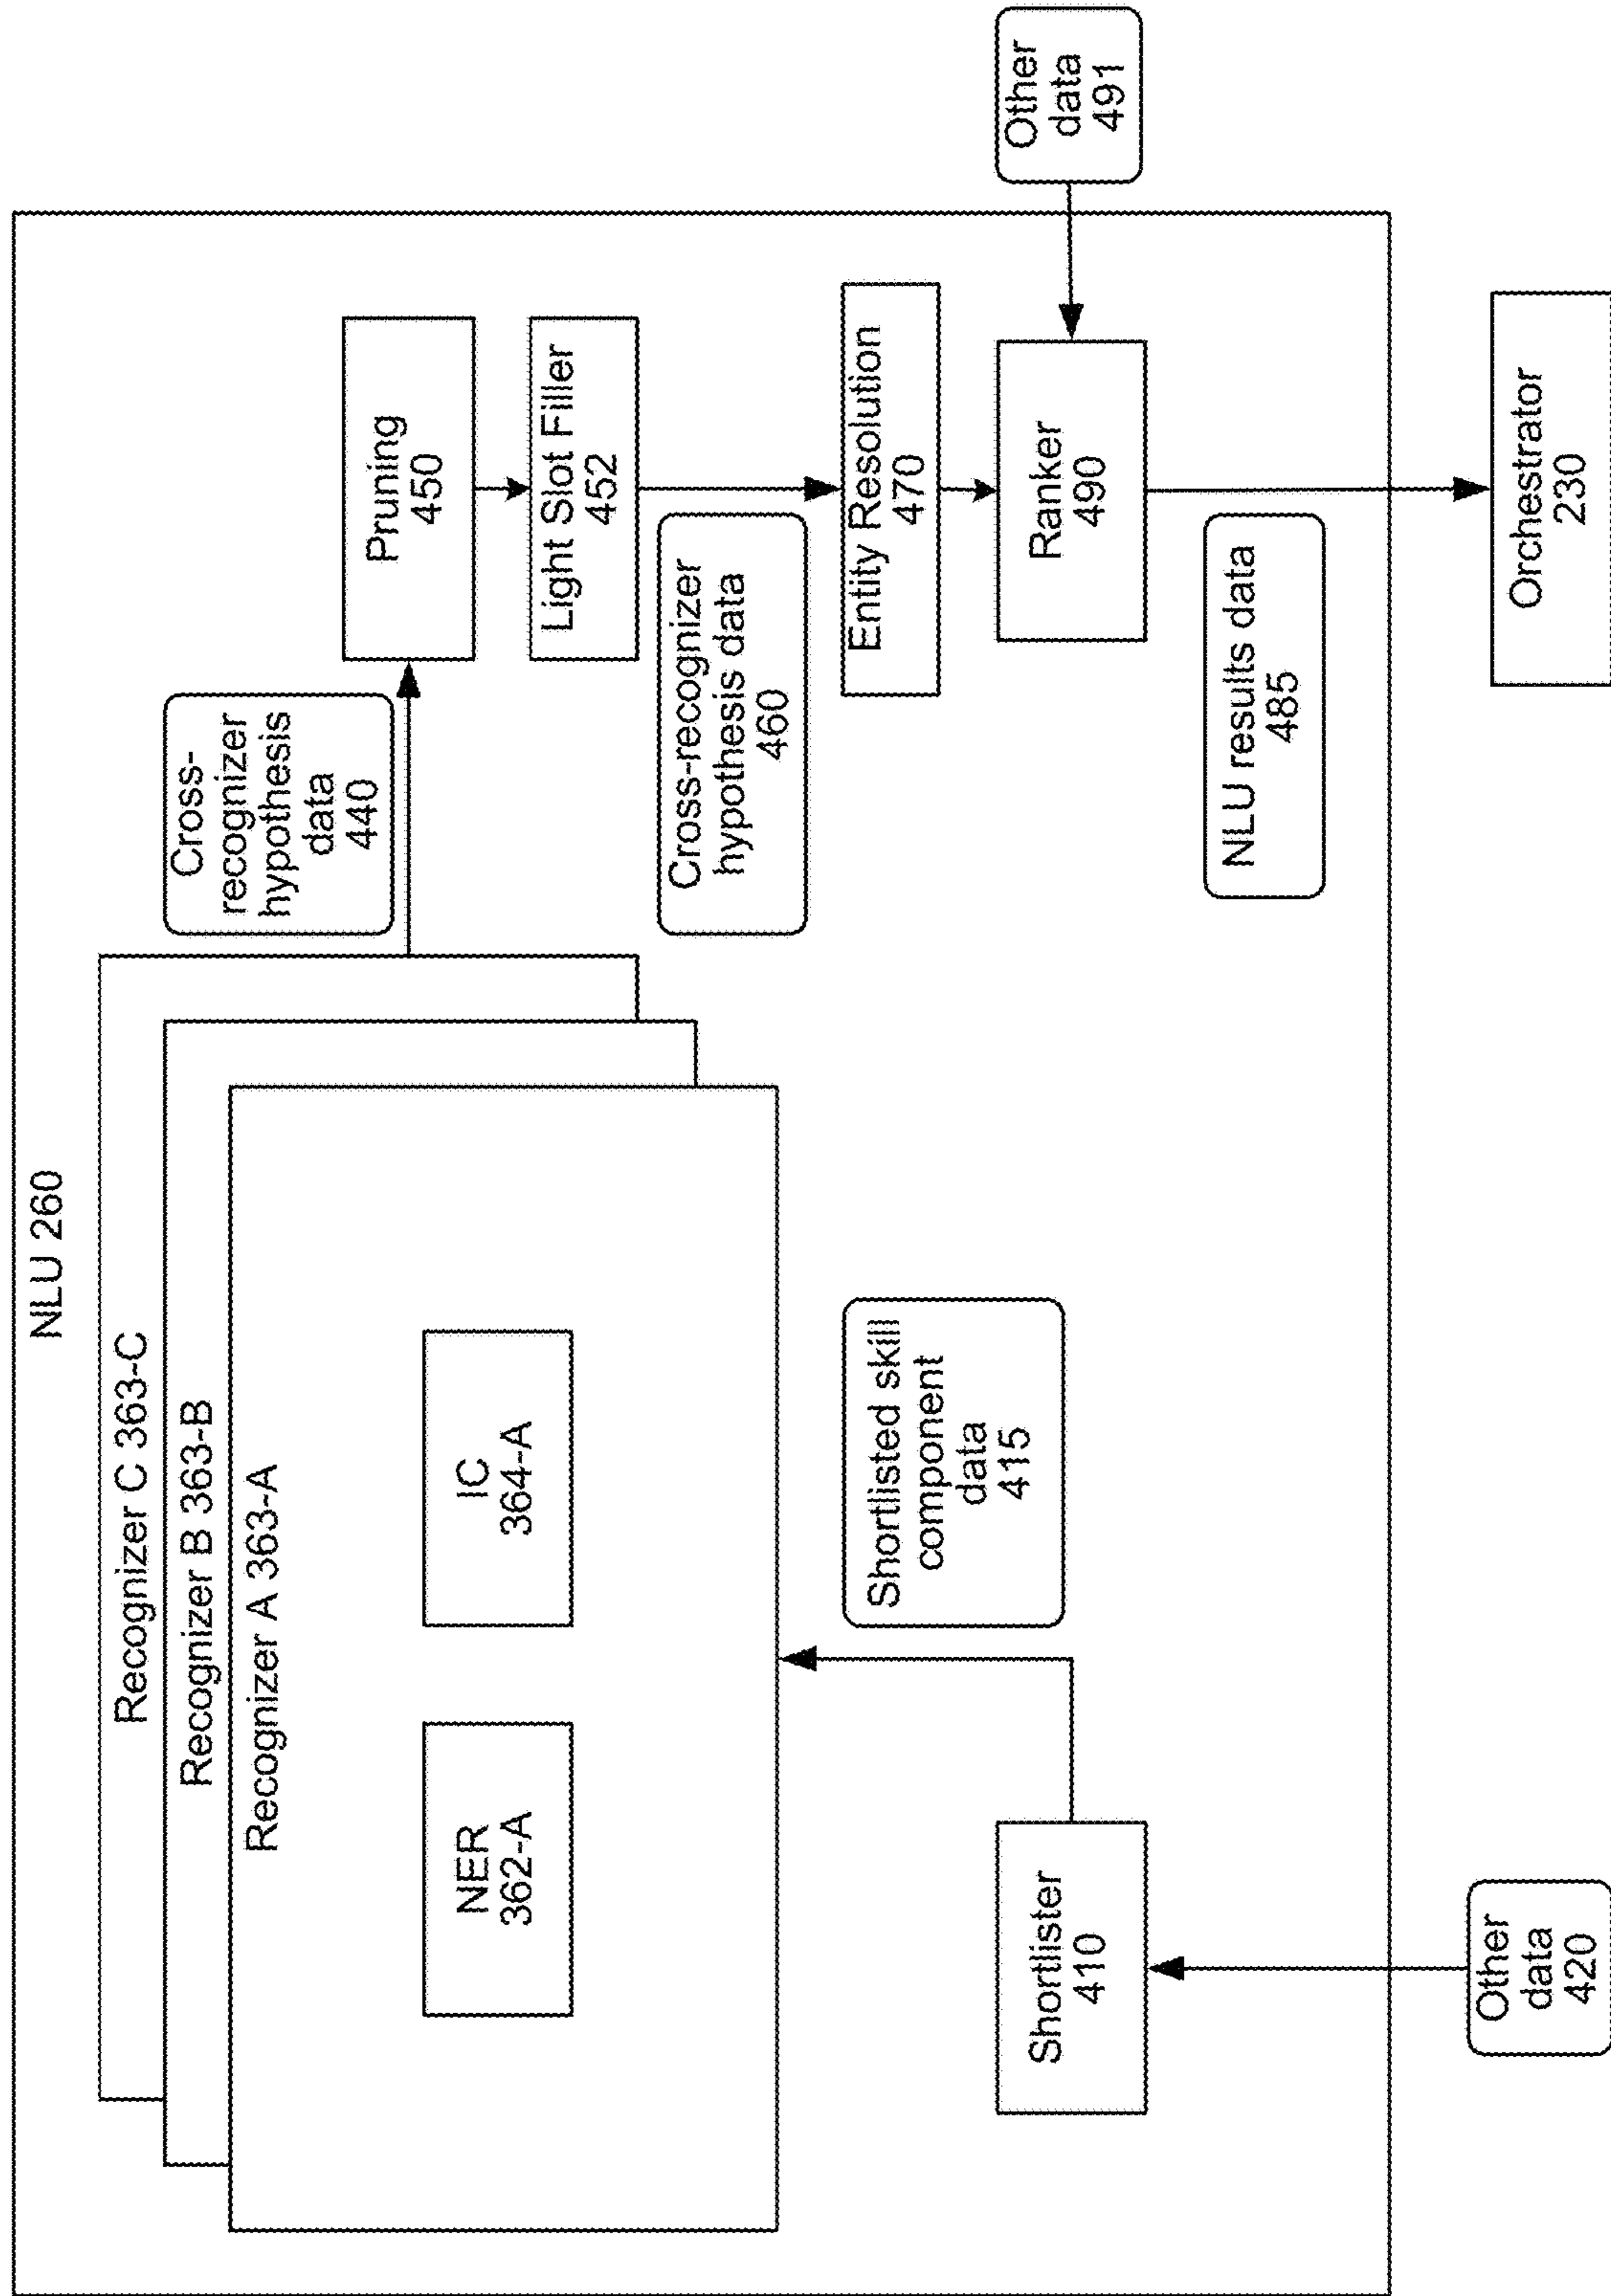 NLU 260
Recognizer C 363-C
Recognizer B 363-B
Recognizer A 363-A
NER
362-A
IC
364-A
Cross-
recognizer
hypothesis
data
440
Pruning
450
Light Slot Filler
452
Cross-recognizer
hypothesis data
460
Entity Resolution
470
Shortlisted skill
component
data
415
Shortlister
410
Ranker
490
Other
data
491
NLU results data
485
Other
data
420
Orchestrator
230